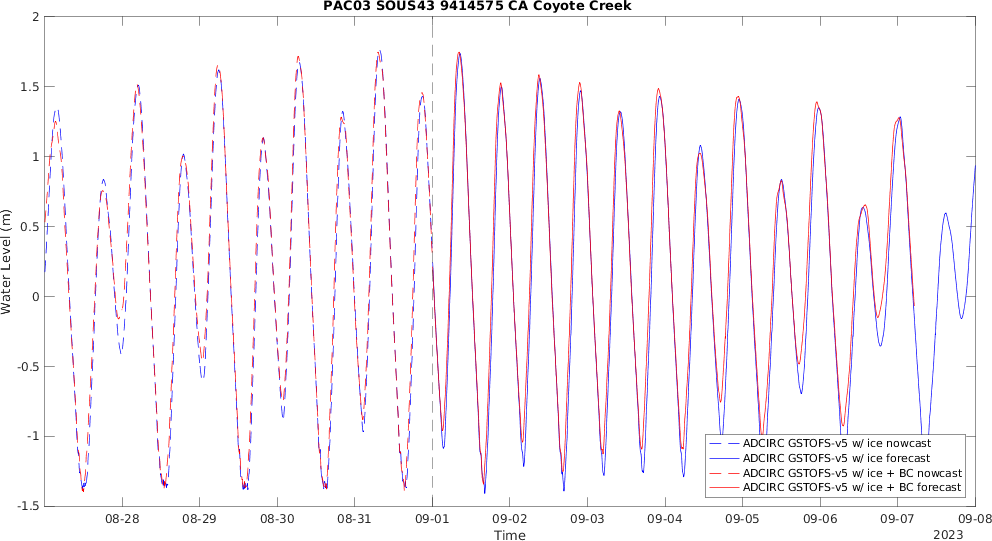 PAC03 SOUS43 9414575 CA Coyote Creek
Water Level (m)
2
1.5
1
0.5
0
-0.5
-1
-1.5
ADCIRC GSTOFS-v5 w/ ice nowcast
ADCIRC GSTOFS-v5 w/ ice forecast
ADCIRC GSTOFS-v5 w/ ice + BC nowcast
ADCIRC GSTOFS-v5 w/ ice + BC forecast
08-28 08-29 08-30 08-31 09-01 09-02 09-03 09-04 09-05 09-06 09-07 09-08
Time
2023